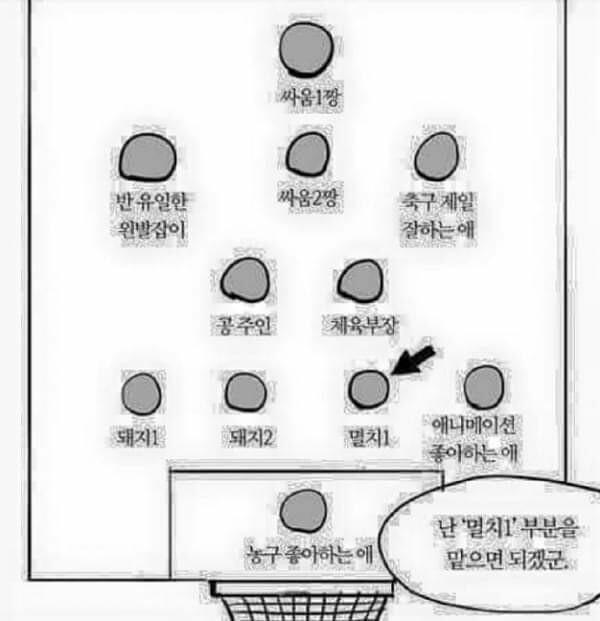 싸움1짱
반 유일한
왼발잡이
싸움2짱
축구 제일
잘하는 애
공 주인
체육부장
돼지1
돼지2
멸치1
애니메이션
좋아하는 애
농구 좋아하는 애
난 '멸치1' 부분을
맡으면 되겠군.